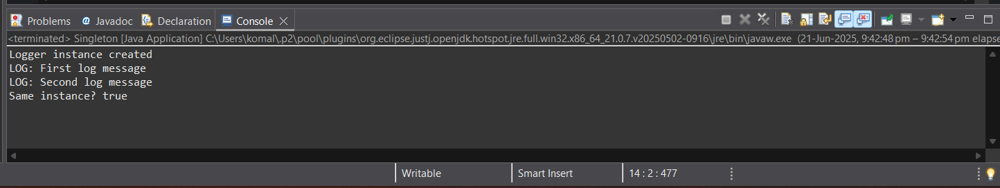 Problems @ Javadoc Declaration Console
<terminated> Singleton [Java Application] C:\Users\komal\.p2\pool\plugins\org.eclipse.justj.openjdk.hotspot.jre.full.win32.x86_64_21.0.7.v20250502-0916\jre\bin\javaw.exe (21-Jun-2025, 9:42:48 pm – 9:42:54 pm elapse
Logger instance created
LOG: First log message
LOG: Second log message
Same instance? true
Writable Smart Insert 14 : 2 : 477